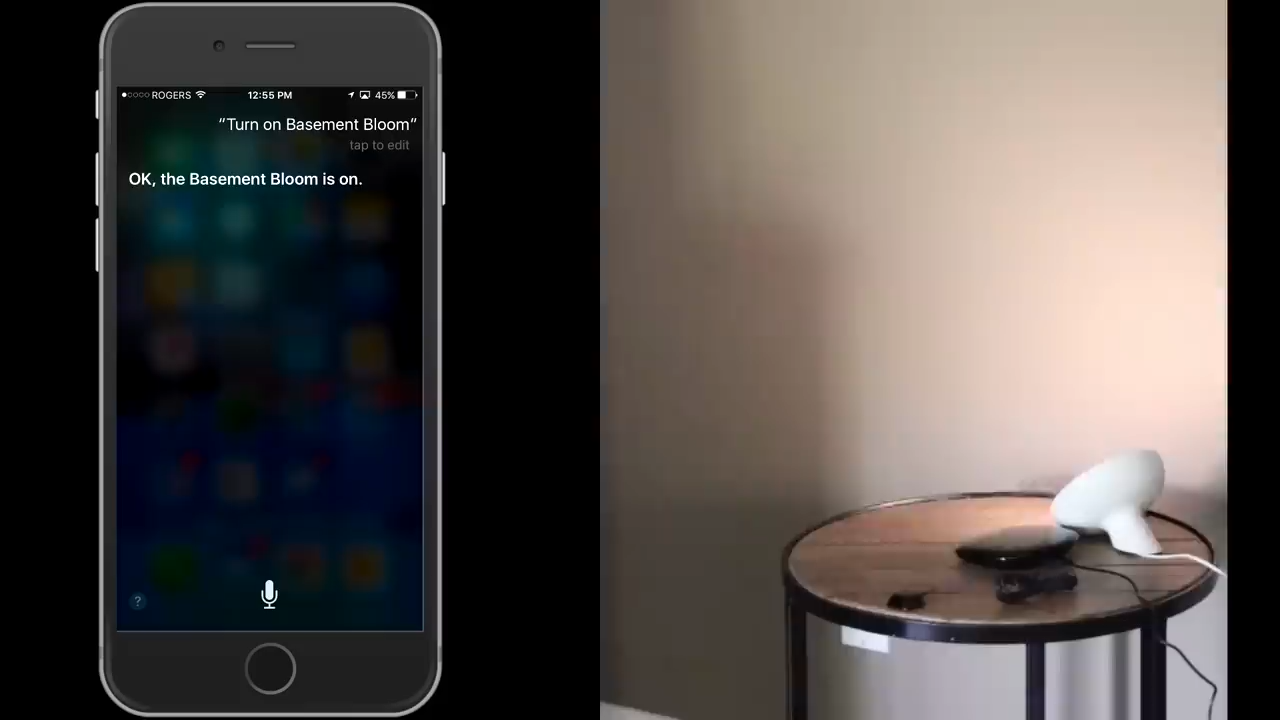 ROGERS 12:55 PM 45%
“Turn on Basement Bloom”
tap to edit
OK, the Basement Bloom is on.
?